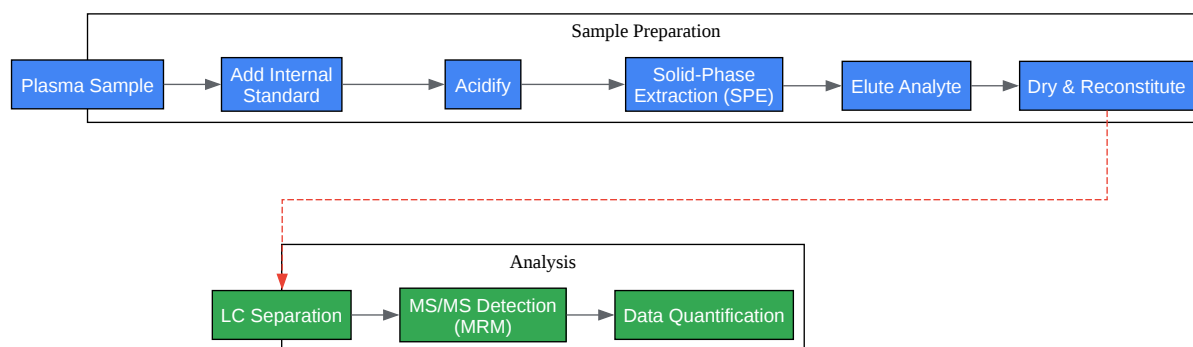 Sample Preparation
Plasma Sample
Add Internal
Standard
Acidify
Solid-Phase
Extraction (SPE)
Elute Analyte
Dry & Reconstitute
Analysis
LC Separation
MS/MS Detection
(MRM)
Data Quantification